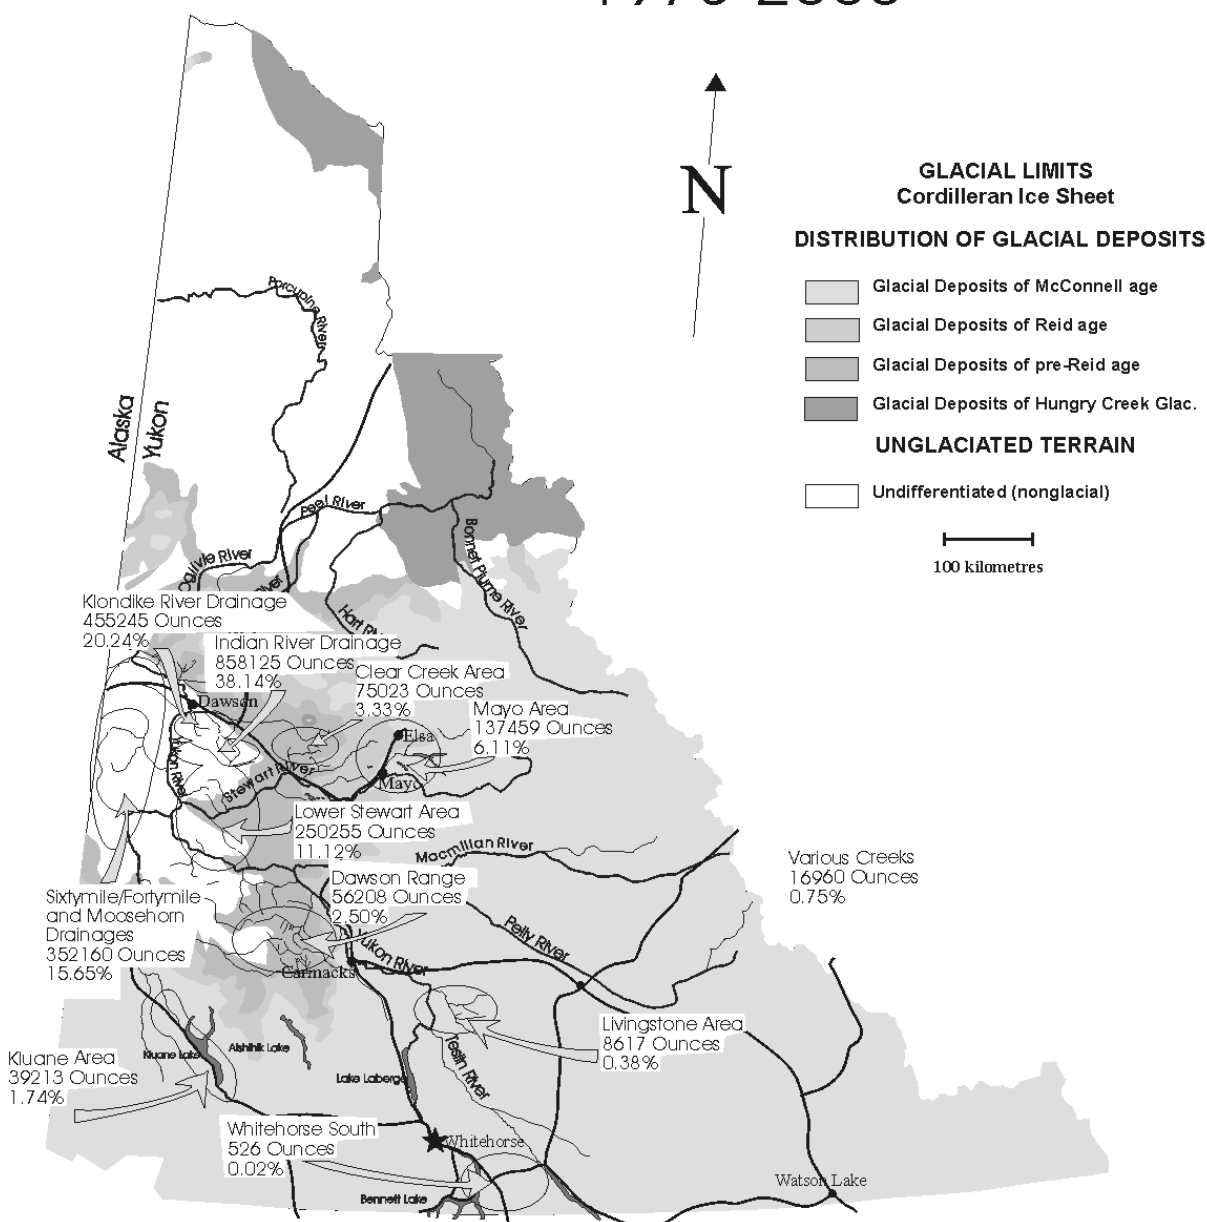 N
GLACIAL LIMITS
Cordilleran Ice Sheet
DISTRIBUTION OF GLACIAL DEPOSITS
Glacial Deposits of McConnell age
Glacial Deposits of Reid age
Glacial Deposits of pre-Reid age
Glacial Deposits of Hungry Creek Glac.
UNGLACIATED TERRAIN
Undifferentiated (nonglacial)
100 kilometres
Porcupine River
Alaska
Yukon
Peel River
Ogilvie River
Bonnet Plume River
Klondike River Drainage
455245 Ounces
20.24%
Indian River Drainage
858125 Ounces
38.14%
Clear Creek Area
75023 Ounces
3.33%
Mayo Area
137459 Ounces
6.11%
Dawson
Elsa
Mayo
Yukon River
Stewart River
Lower Stewart Area
250255 Ounces
11.12%
Macmillan River
Various Creeks
16960 Ounces
0.75%
Dawson Range
56208 Ounces
2.50%
Sixtymile/Fortymile
and Moosehorn
Drainages
352160 Ounces
15.65%
Pelly River
Yukon River
Carmacks
Livingstone Area
8617 Ounces
0.38%
Kluane Lake
Aishihik Lake
Kluane Area
39213 Ounces
1.74%
Lake Laberge
Teslin River
Whitehorse South
526 Ounces
0.02%
Whitehorse
Watson Lake
Bennett Lake